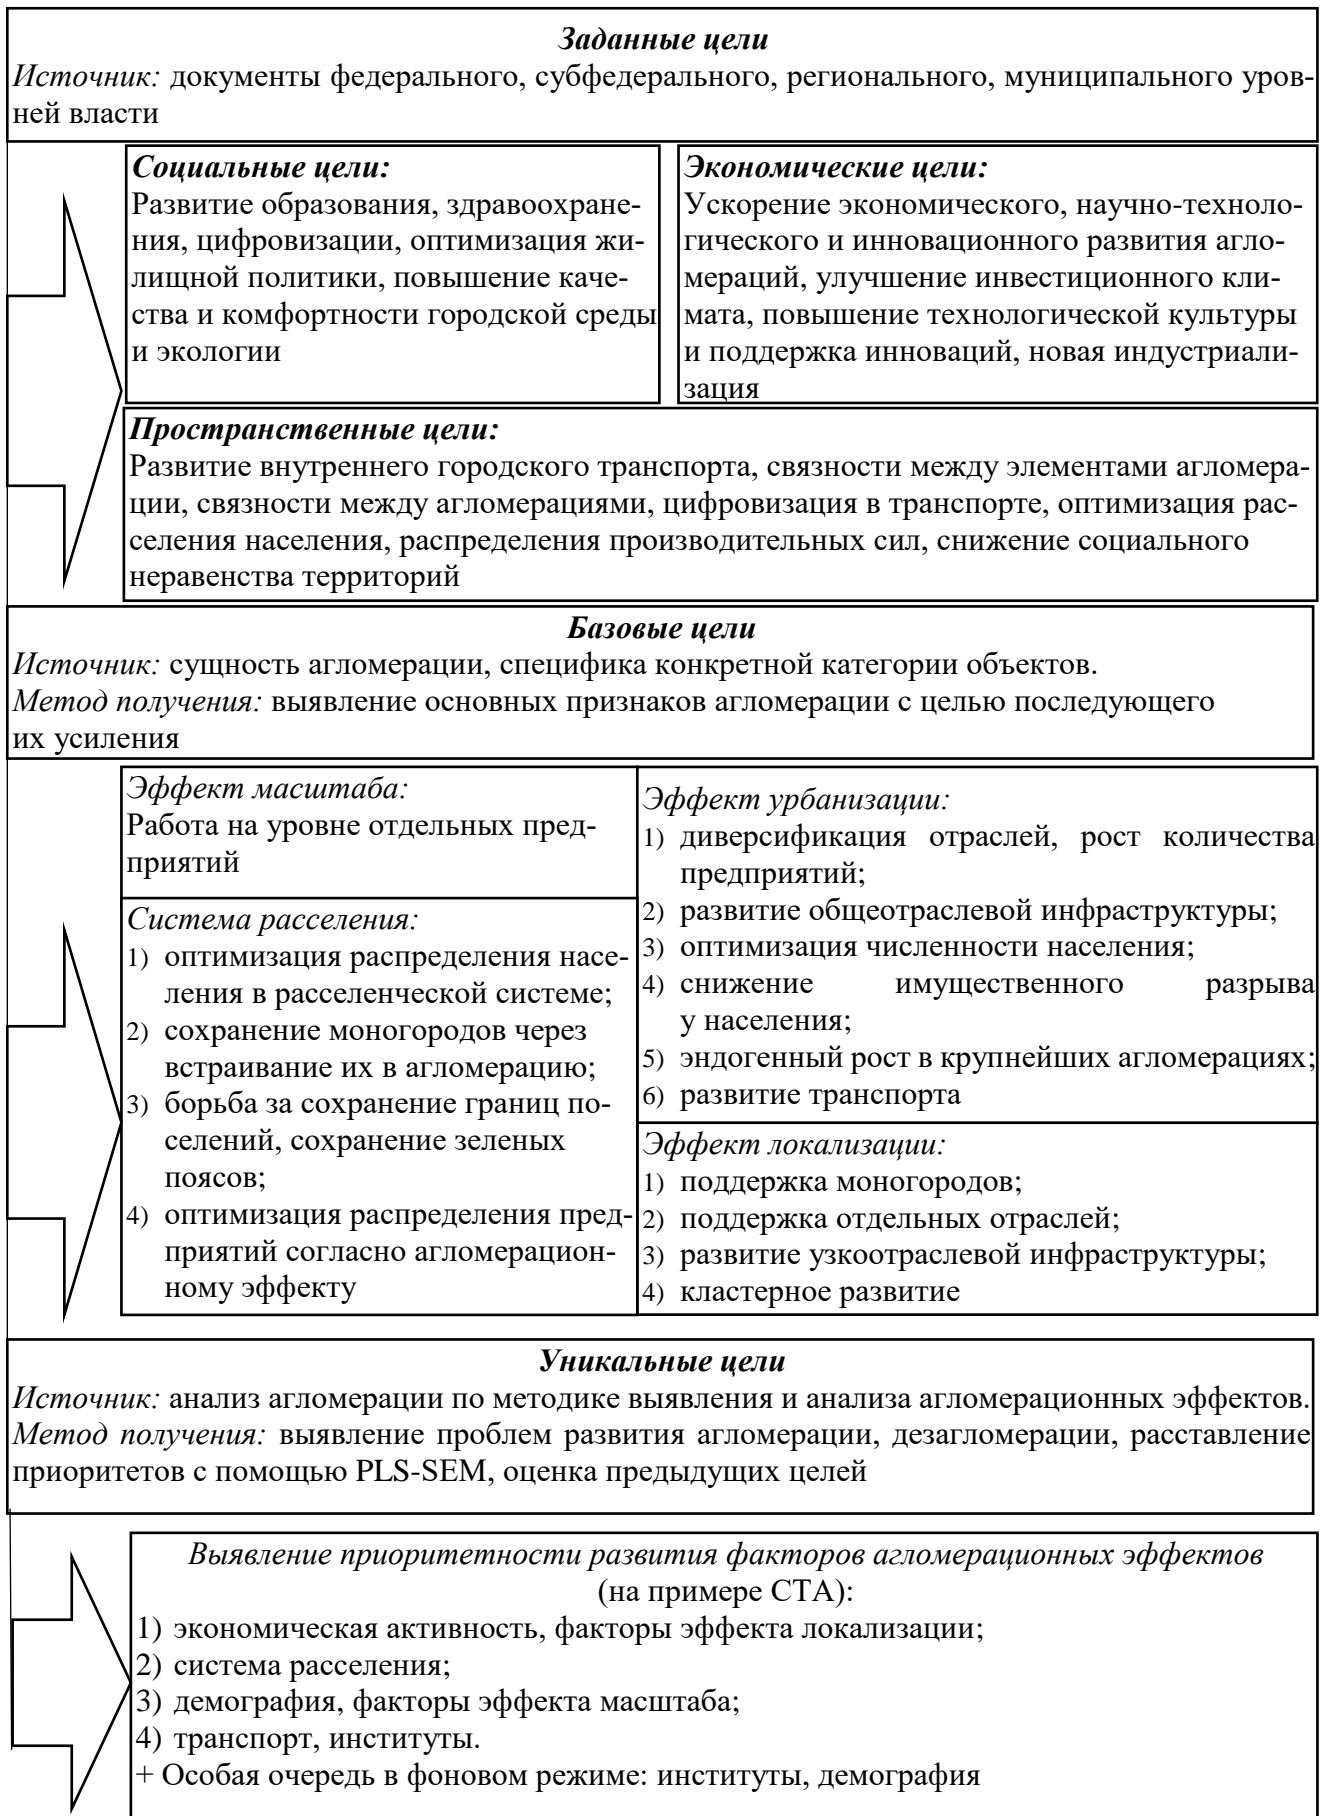 Заданные цели
Источник: документы федерального, субфедерального, регионального, муниципального уров-
ней власти
Социальные цели:
Развитие образования, здравоохране-
ния, цифровизации, оптимизация жи-
лищной политики, повышение каче-
ства и комфортности городской среды
и экологии
Экономические цели:
Ускорение экономического, научно-техноло-
гического и инновационного развития агло-
мераций, улучшение инвестиционного кли-
мата, повышение технологической культуры
и поддержка инноваций, новая индустриали-
зация
Пространственные цели:
Развитие внутреннего городского транспорта, связности между элементами агломера-
ции, связности между агломерациями, цифровизация в транспорте, оптимизация рас-
селения населения, распределения производительных сил, снижение социального
неравенства территорий
Базовые цели
Источник: сущность агломерации, специфика конкретной категории объектов.
Метод получения: выявление основных признаков агломерации с целью последующего
их усиления
Эффект масштаба:
Работа на уровне отдельных пред-
приятий
Система расселения:
1) оптимизация распределения насе-
ления в расселенческой системе;
2) сохранение моногородов через
встраивание их в агломерацию;
3) борьба за сохранение границ по-
селений, сохранение зеленых
поясов;
4) оптимизация распределения пред-
приятий согласно агломерацион-
ному эффекту
Эффект урбанизации:
1) диверсификация отраслей, рост количества
предприятий;
2) развитие общеотраслевой инфраструктуры;
3) оптимизация численности населения;
4) снижение имущественного разрыва
у населения;
5) эндогенный рост в крупнейших агломерациях;
6) развитие транспорта
Эффект локализации:
1) поддержка моногородов;
2) поддержка отдельных отраслей;
3) развитие узкоотраслевой инфраструктуры;
4) кластерное развитие
Уникальные цели
Источник: анализ агломерации по методике выявления и анализа агломерационных эффектов.
Метод получения: выявление проблем развития агломерации, дезагломерации, расставление
приоритетов с помощью PLS-SEM, оценка предыдущих целей
Выявление приоритетности развития факторов агломерационных эффектов
(на примере СТА):
1) экономическая активность, факторы эффекта локализации;
2) система расселения;
3) демография, факторы эффекта масштаба;
4) транспорт, институты.
+ Особая очередь в фоновом режиме: институты, демография